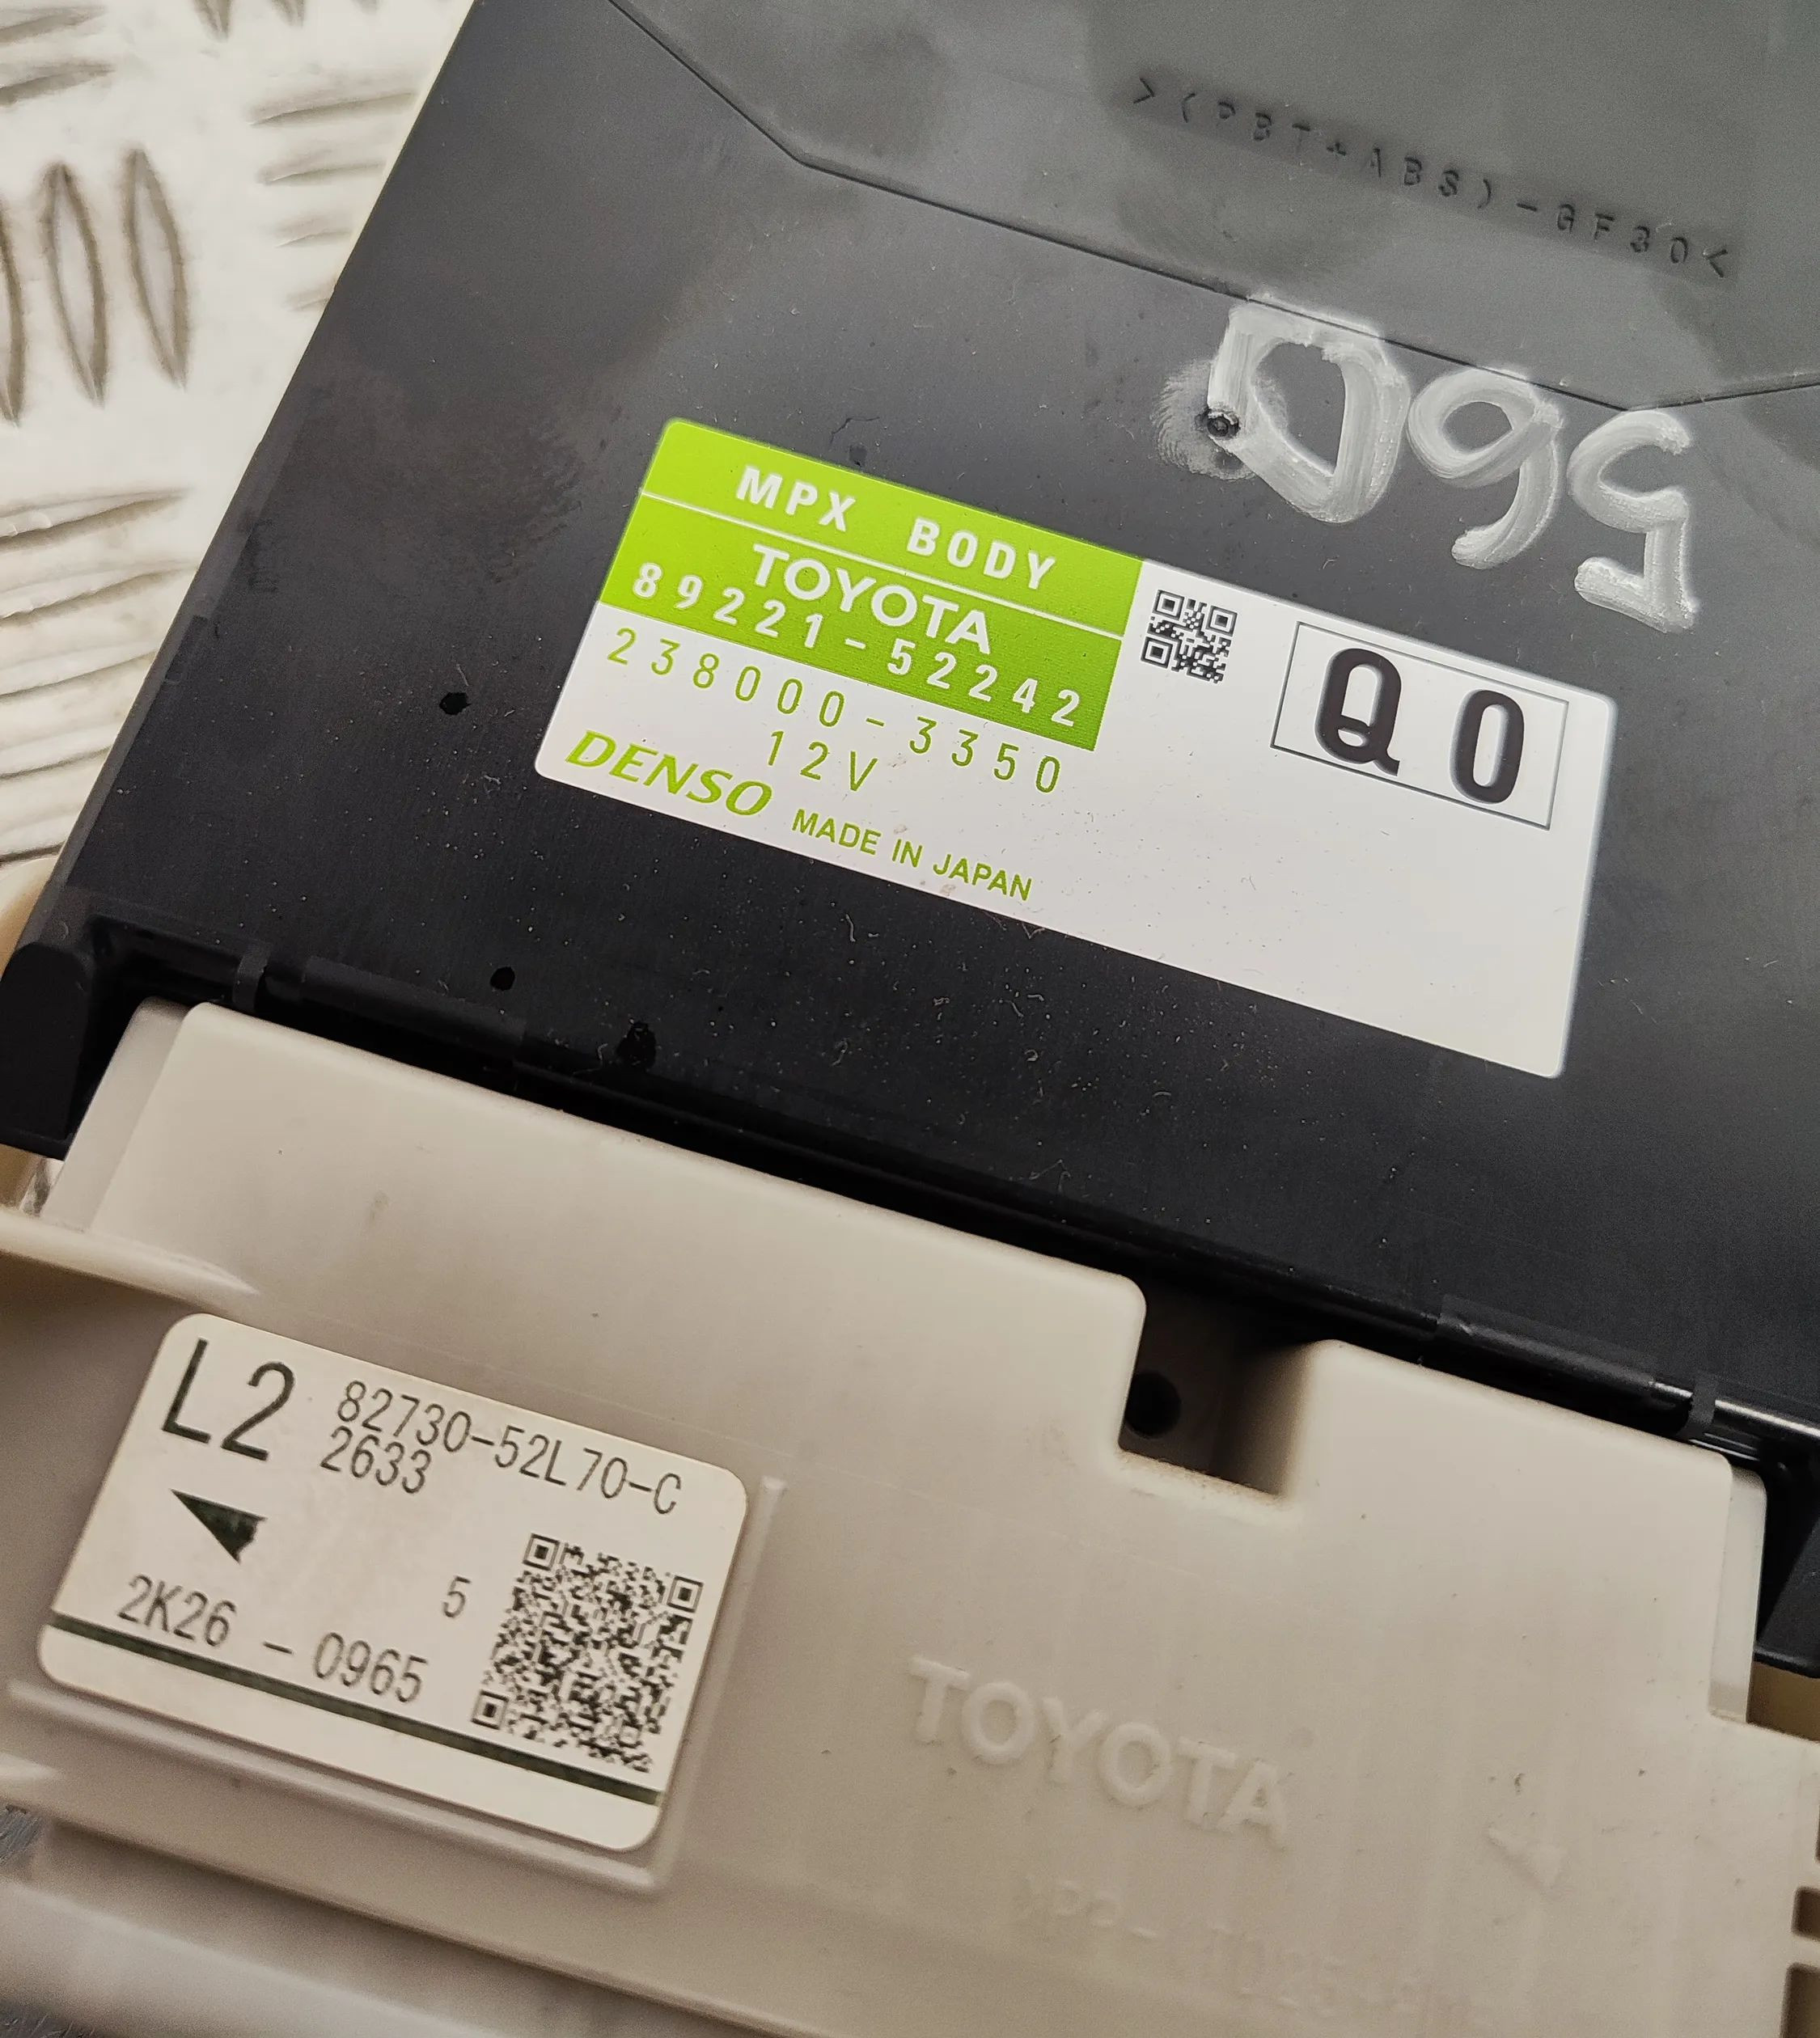 >(PBT+ABS)-GF30<
56D
MPX BODY
TOYOTA
89221-52242
238000-3350
12V
DENSO MADE IN JAPAN
Q0
L2 82730-52L70-C
2633
5
2K26 - 0965
TOYOTA